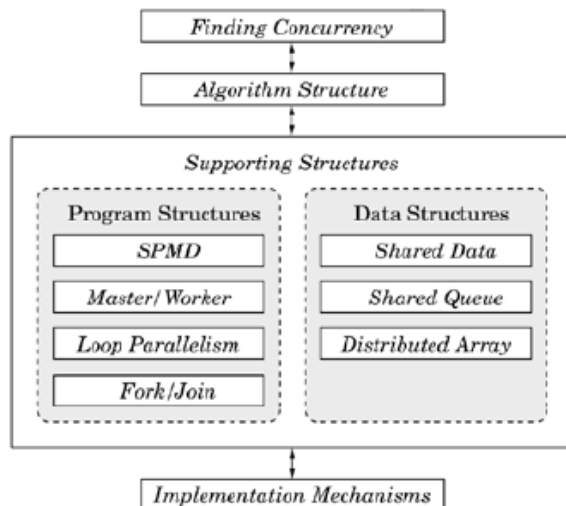 Finding Concurrency
Algorithm Structure
Supporting Structures
Program Structures
SPMD
Master/Worker
Loop Parallelism
Fork/Join
Data Structures
Shared Data
Shared Queue
Distributed Array
Implementation Mechanisms